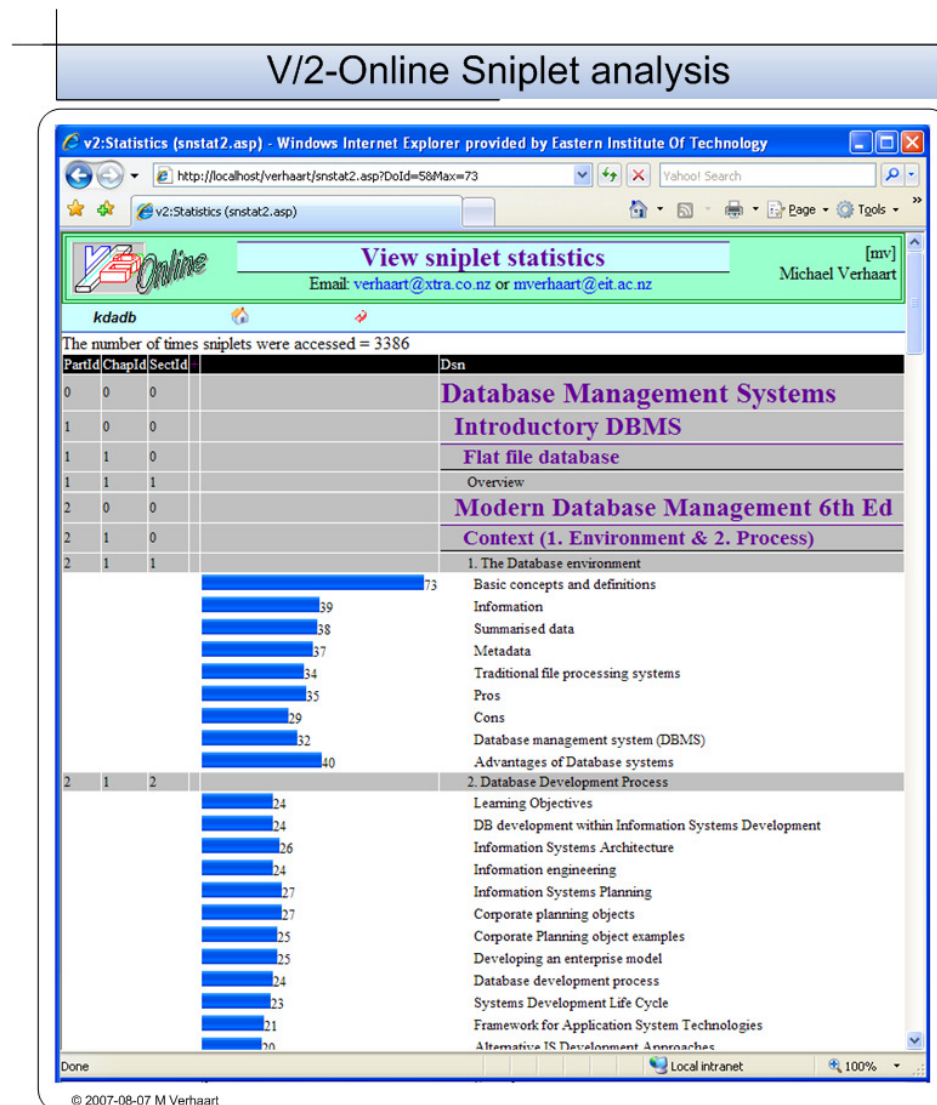 V/2-Online Sniplet analysis
v2:Statistics (snstat2.asp) - Windows Internet Explorer provided by Eastern Institute Of Technology
http://localhost/verhaart/snstat2.asp?DoId=58&Max=73 Yahoo! Search
v2:Statistics (snstat2.asp) Page Tools
V2 Online View sniplet statistics [mv]
Email: verhaart@xtra.co.nz or mverhaart@eit.ac.nz Michael Verhaart
kdadb
The number of times sniplets were accessed = 3386
PartId ChapId SectId Dsn
0 0 0 Database Management Systems
1 0 0 Introductory DBMS
1 1 0 Flat file database
1 1 1 Overview
2 0 0 Modern Database Management 6th Ed
2 1 0 Context (1. Environment & 2. Process)
2 1 1 1. The Database environment
73 Basic concepts and definitions
39 Information
38 Summarised data
37 Metadata
34 Traditional file processing systems
35 Pros
29 Cons
32 Database management system (DBMS)
40 Advantages of Database systems
2 1 2 2. Database Development Process
24 Learning Objectives
24 DB development within Information Systems Development
26 Information Systems Architecture
24 Information engineering
27 Information Systems Planning
27 Corporate planning objects
25 Corporate Planning object examples
25 Developing an enterprise model
24 Database development process
23 Systems Development Life Cycle
21 Framework for Application System Technologies
20 Alternative IS Development Approaches
Done Local intranet 100%
© 2007-08-07 M Verhaart